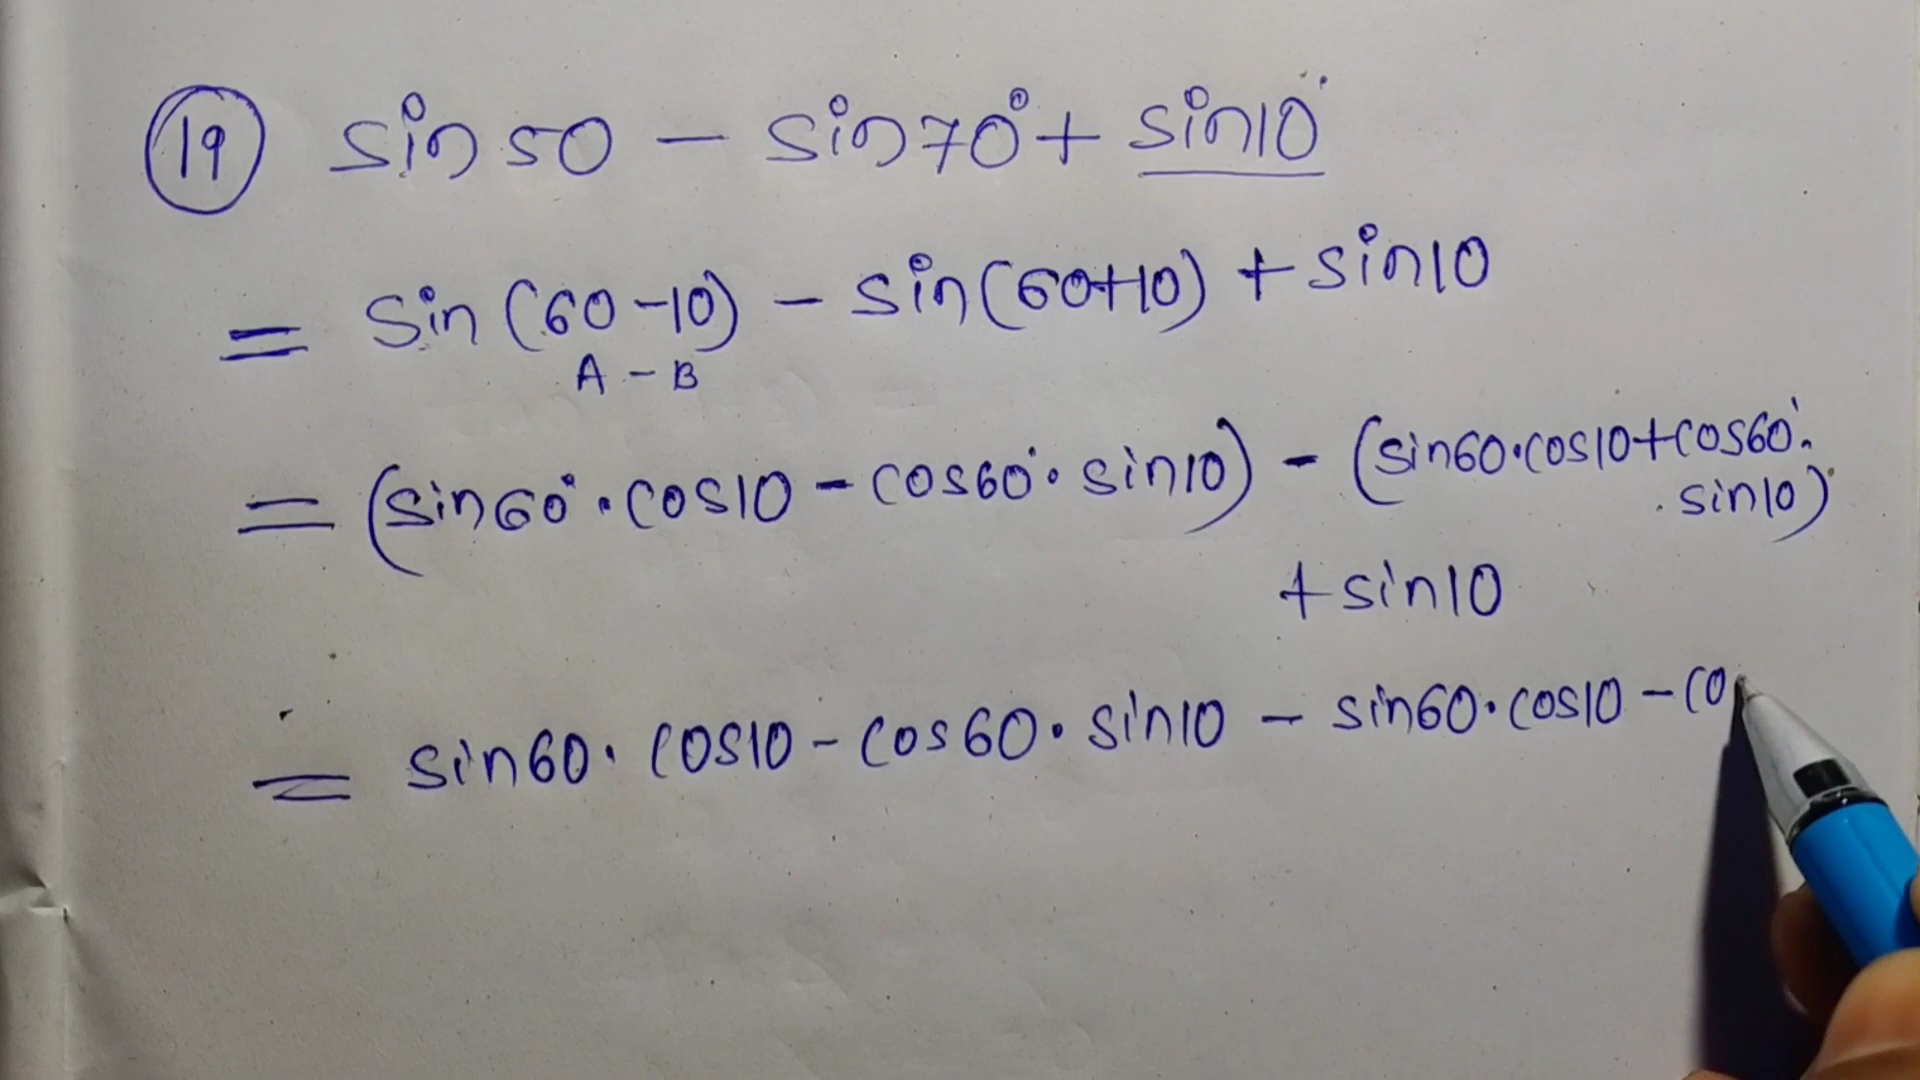 19 sin 50 - sin 70° + sin 10°
= sin (60 - 10) - sin (60 + 10) + sin 10
A - B
= (sin 60° . cos 10 - cos 60° . sin 10) - (sin 60 . cos 10 + cos 60° .
sin 10)
+ sin 10
= sin 60 . cos 10 - cos 60 . sin 10 - sin 60 . cos 10 - co